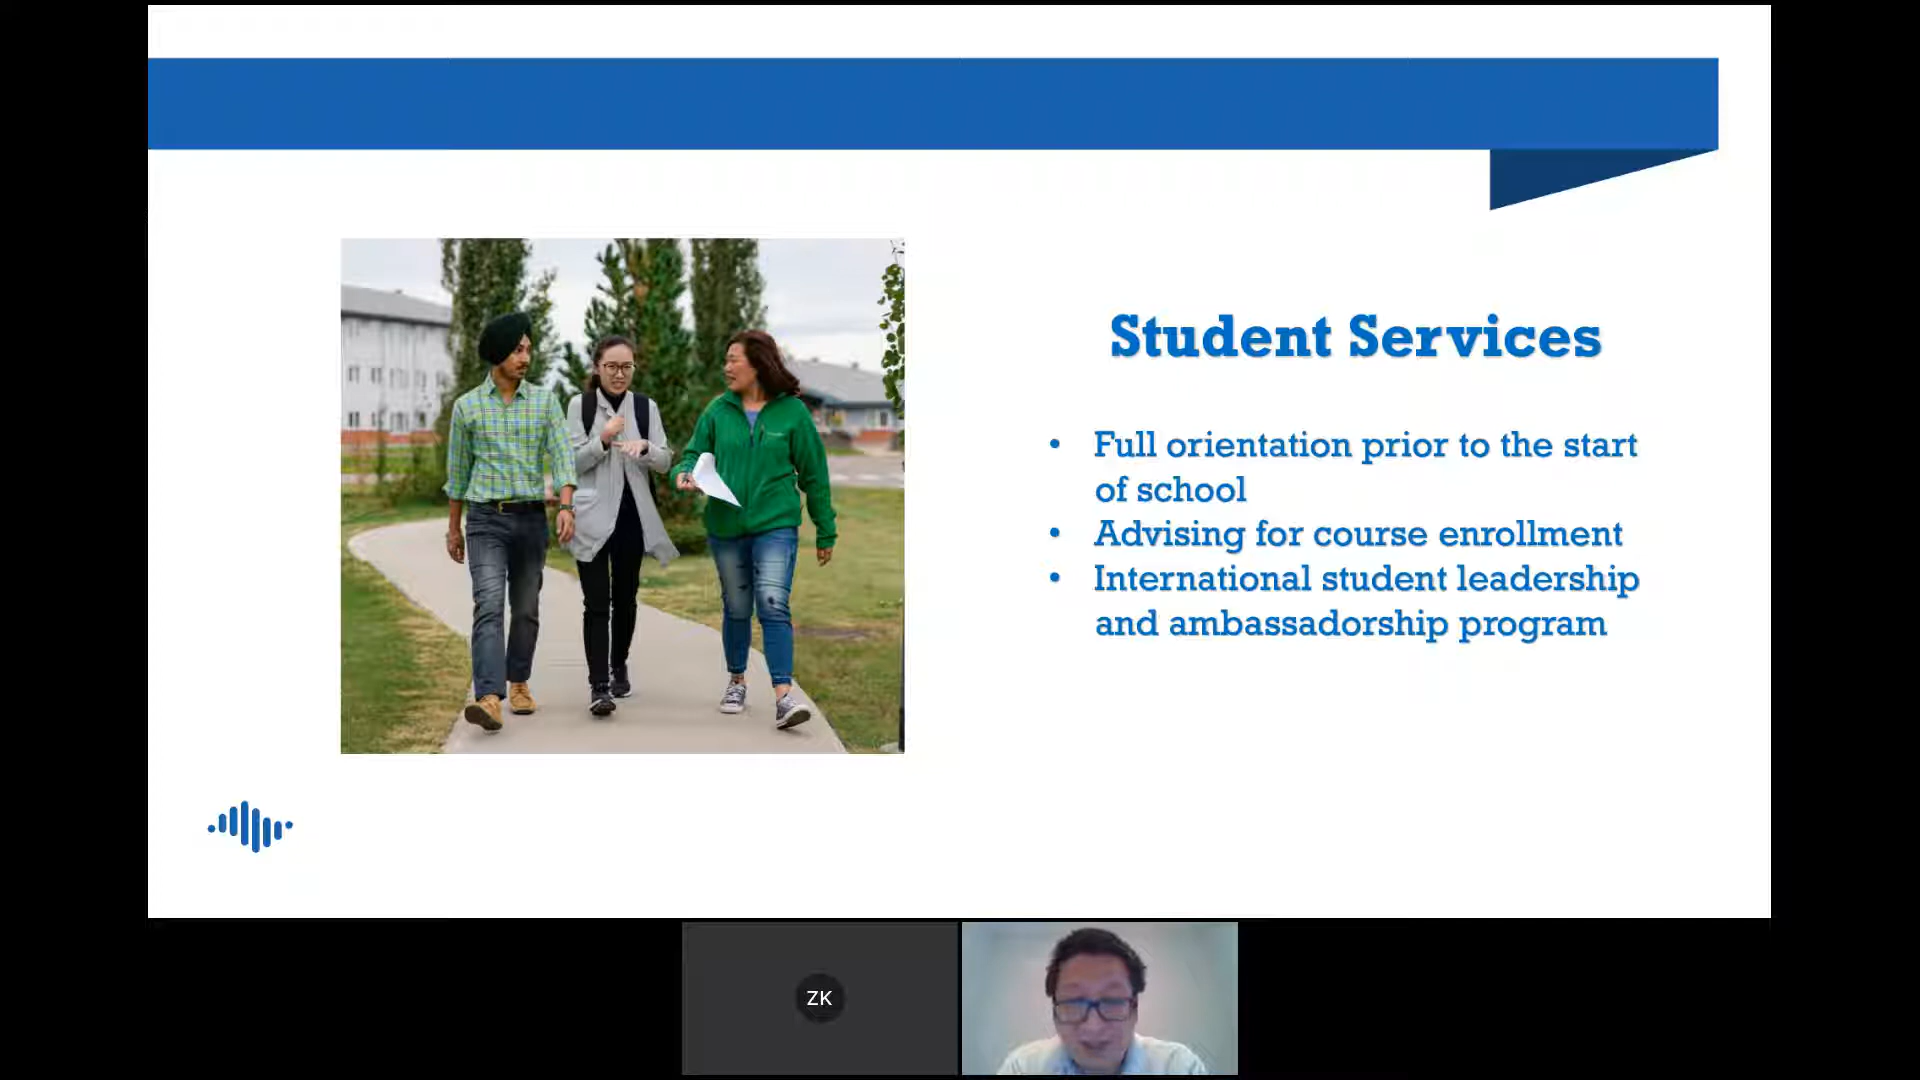 Student Services
• Full orientation prior to the start
of school
• Advising for course enrollment
• International student leadership
and ambassadorship program
ZK